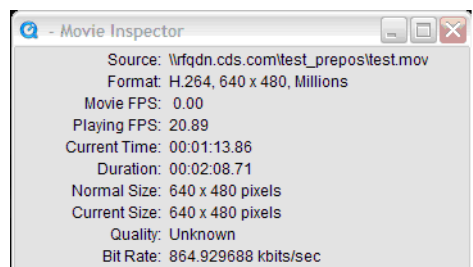 - Movie Inspector
Source: \\rfqdn.cds.com\test_prepos\test.mov
Format: H.264, 640 x 480, Millions
Movie FPS: 0.00
Playing FPS: 20.89
Current Time: 00:01:13.86
Duration: 00:02:08.71
Normal Size: 640 x 480 pixels
Current Size: 640 x 480 pixels
Quality: Unknown
Bit Rate: 864.929688 kbits/sec